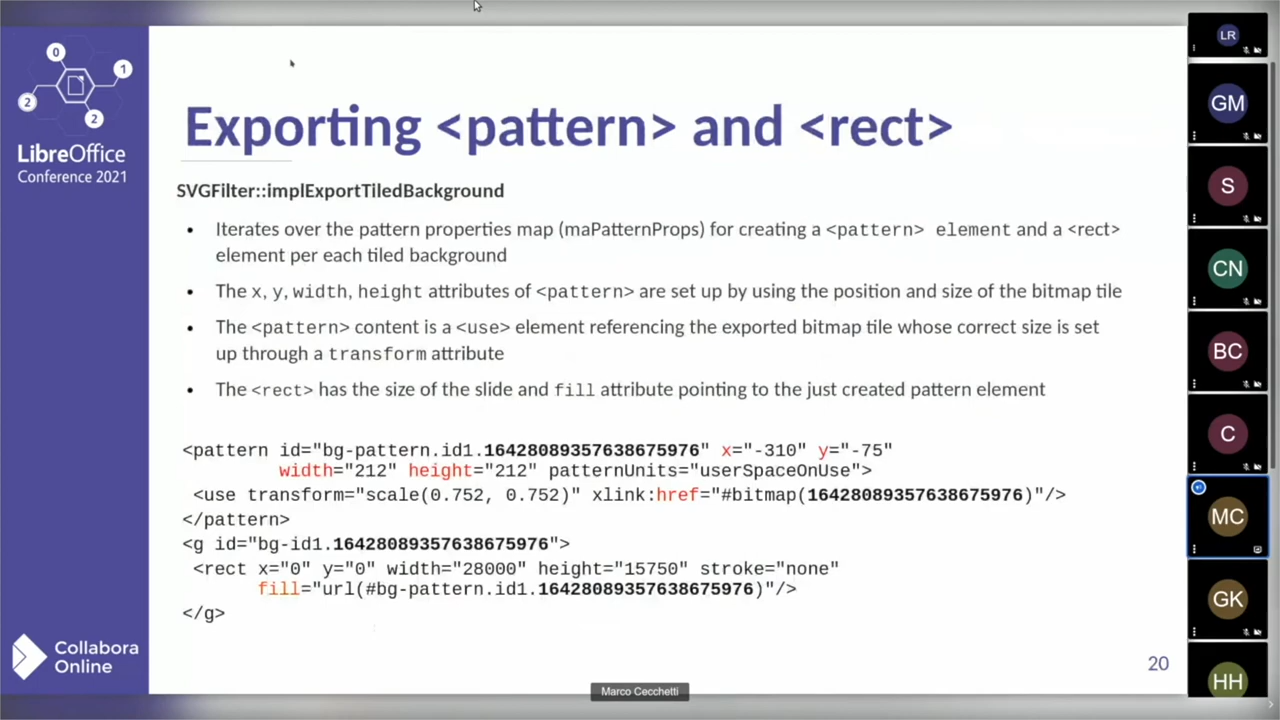 0
1
2
2
LibreOffice
Conference 2021
Exporting <pattern> and <rect>
SVGFilter::implExportTiledBackground
• Iterates over the pattern properties map (maPatternProps) for creating a <pattern> element and a <rect>
element per each tiled background
• The x, y, width, height attributes of <pattern> are set up by using the position and size of the bitmap tile
• The <pattern> content is a <use> element referencing the exported bitmap tile whose correct size is set
up through a transform attribute
• The <rect> has the size of the slide and fill attribute pointing to the just created pattern element
<pattern id="bg-pattern.id1.16428089357638675976" x="-310" y="-75"
width="212" height="212" patternUnits="userSpaceOnUse">
<use transform="scale(0.752, 0.752)" xlink:href="#bitmap(16428089357638675976)"/>
</pattern>
<g id="bg-id1.16428089357638675976">
<rect x="0" y="0" width="28000" height="15750" stroke="none"
fill="url(#bg-pattern.id1.16428089357638675976)"/>
</g>
Collabora
Online
20
Marco Cecchetti
LR
GM
S
CN
BC
C
MC
GK
HH